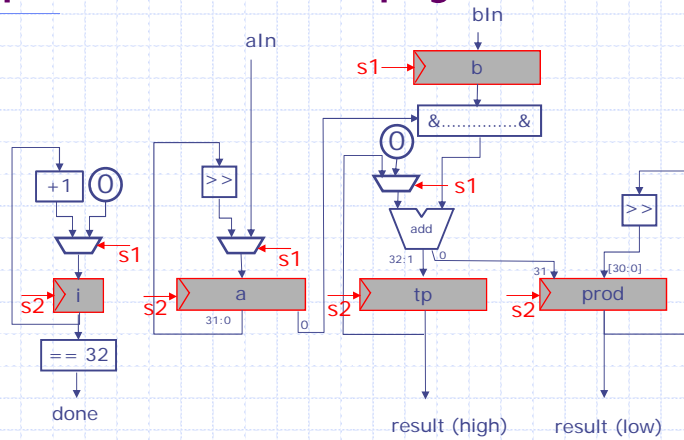 bIn
aIn
s1
b
&...............&
0
+1
0
>>
s1
>>
add
s1
s1
32:1
0
31
[30:0]
s2
i
s2
a
s2
tp
s2
prod
31:0
0
== 32
done
result (high)
result (low)